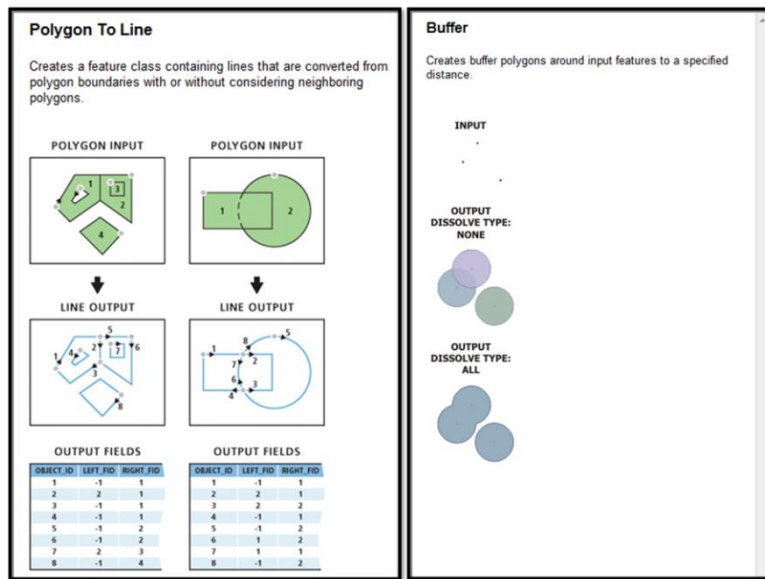 Polygon To Line
Creates a feature class containing lines that are converted from
polygon boundaries with or without considering neighboring
polygons.
POLYGON INPUT POLYGON INPUT
1 3 2 4
1 2
LINE OUTPUT LINE OUTPUT
1 4 2 5 7 6 3 8
1 8 5 7 2 6 3 4
OUTPUT FIELDS
OBJECT_ID LEFT_FID RIGHT_FID
1 -1 1
2 2 1
3 -1 1
4 -1 1
5 -1 2
6 -1 2
7 2 3
8 -1 4
OUTPUT FIELDS
OBJECT_ID LEFT_FID RIGHT_FID
1 -1 1
2 2 1
3 2 2
4 -1 1
5 -1 2
6 1 2
7 1 1
8 -1 2
Buffer
Creates buffer polygons around input features to a specified
distance.
INPUT
OUTPUT
DISSOLVE TYPE:
NONE
OUTPUT
DISSOLVE TYPE:
ALL